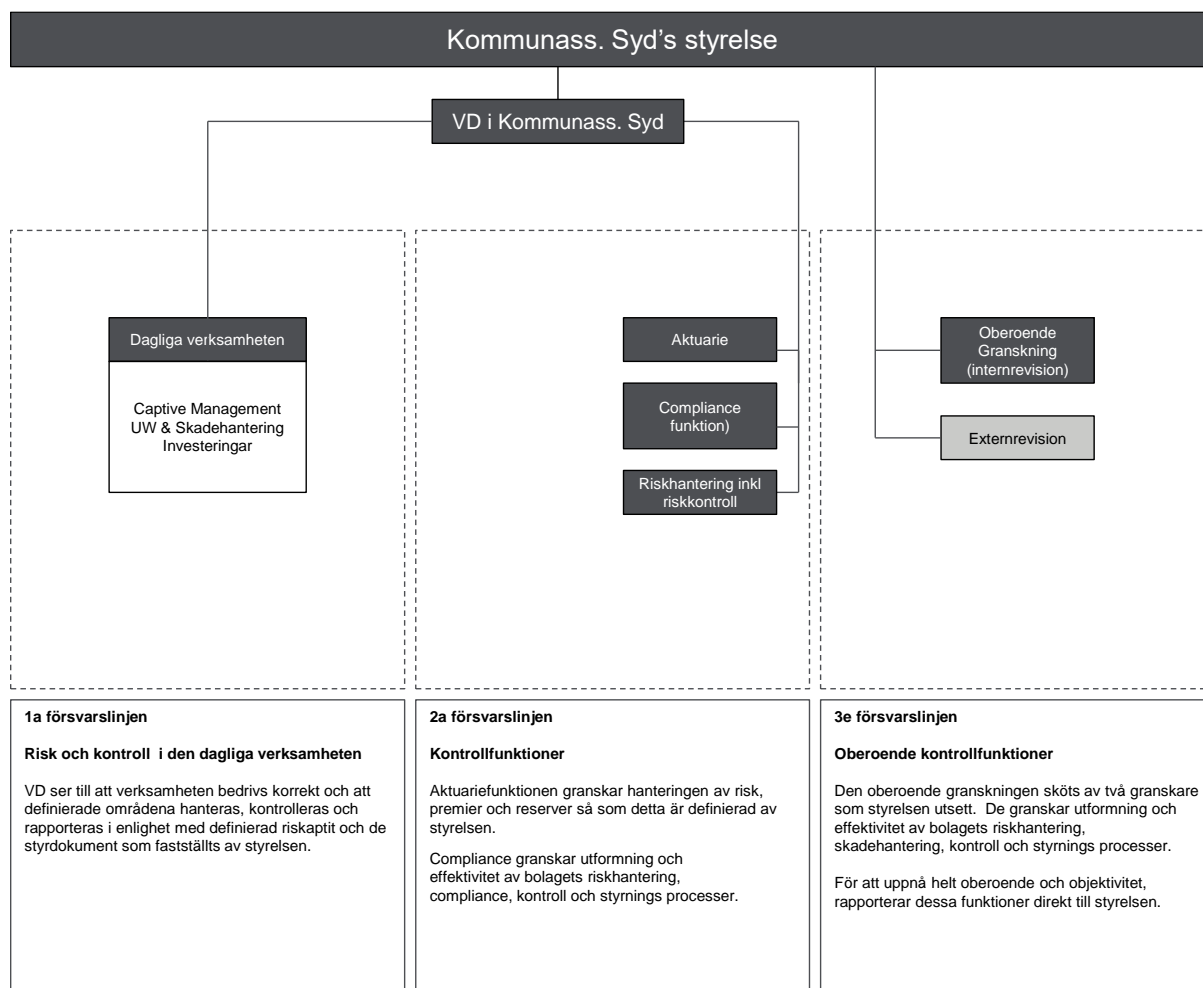 Kommunass. Syd's styrelse
VD i Kommunass. Syd
Dagliga verksamheten
Captive Management
UW & Skadehantering
Investeringar
Aktuarie
Compliance
funktion)
Riskhantering inkl
riskkontroll
Oberoende
Granskning
(internrevision)
Externrevision
1a försvarslinjen
Risk och kontroll i den dagliga verksamheten
VD ser till att verksamheten bedrivs korrekt och att
definierade områdena hanteras, kontrolleras och
rapporteras i enlighet med definierad riskaptit och de
styrdokument som fastställts av styrelsen.
2a försvarslinjen
Kontrollfunktioner
Aktuariefunktionen granskar hanteringen av risk,
premier och reserver så som detta är definierad av
styrelsen.
Compliance granskar utformning och
effektivitet av bolagets riskhantering,
compliance, kontroll och styrnings processer.
3e försvarslinjen
Oberoende kontrollfunktioner
Den oberoende granskningen sköts av två granskare
som styrelsen utsett. De granskar utformning och
effektivitet av bolagets riskhantering,
skadehantering, kontroll och styrnings processer.
För att uppnå helt oberoende och objektivitet,
rapporterar dessa funktioner direkt till styrelsen.